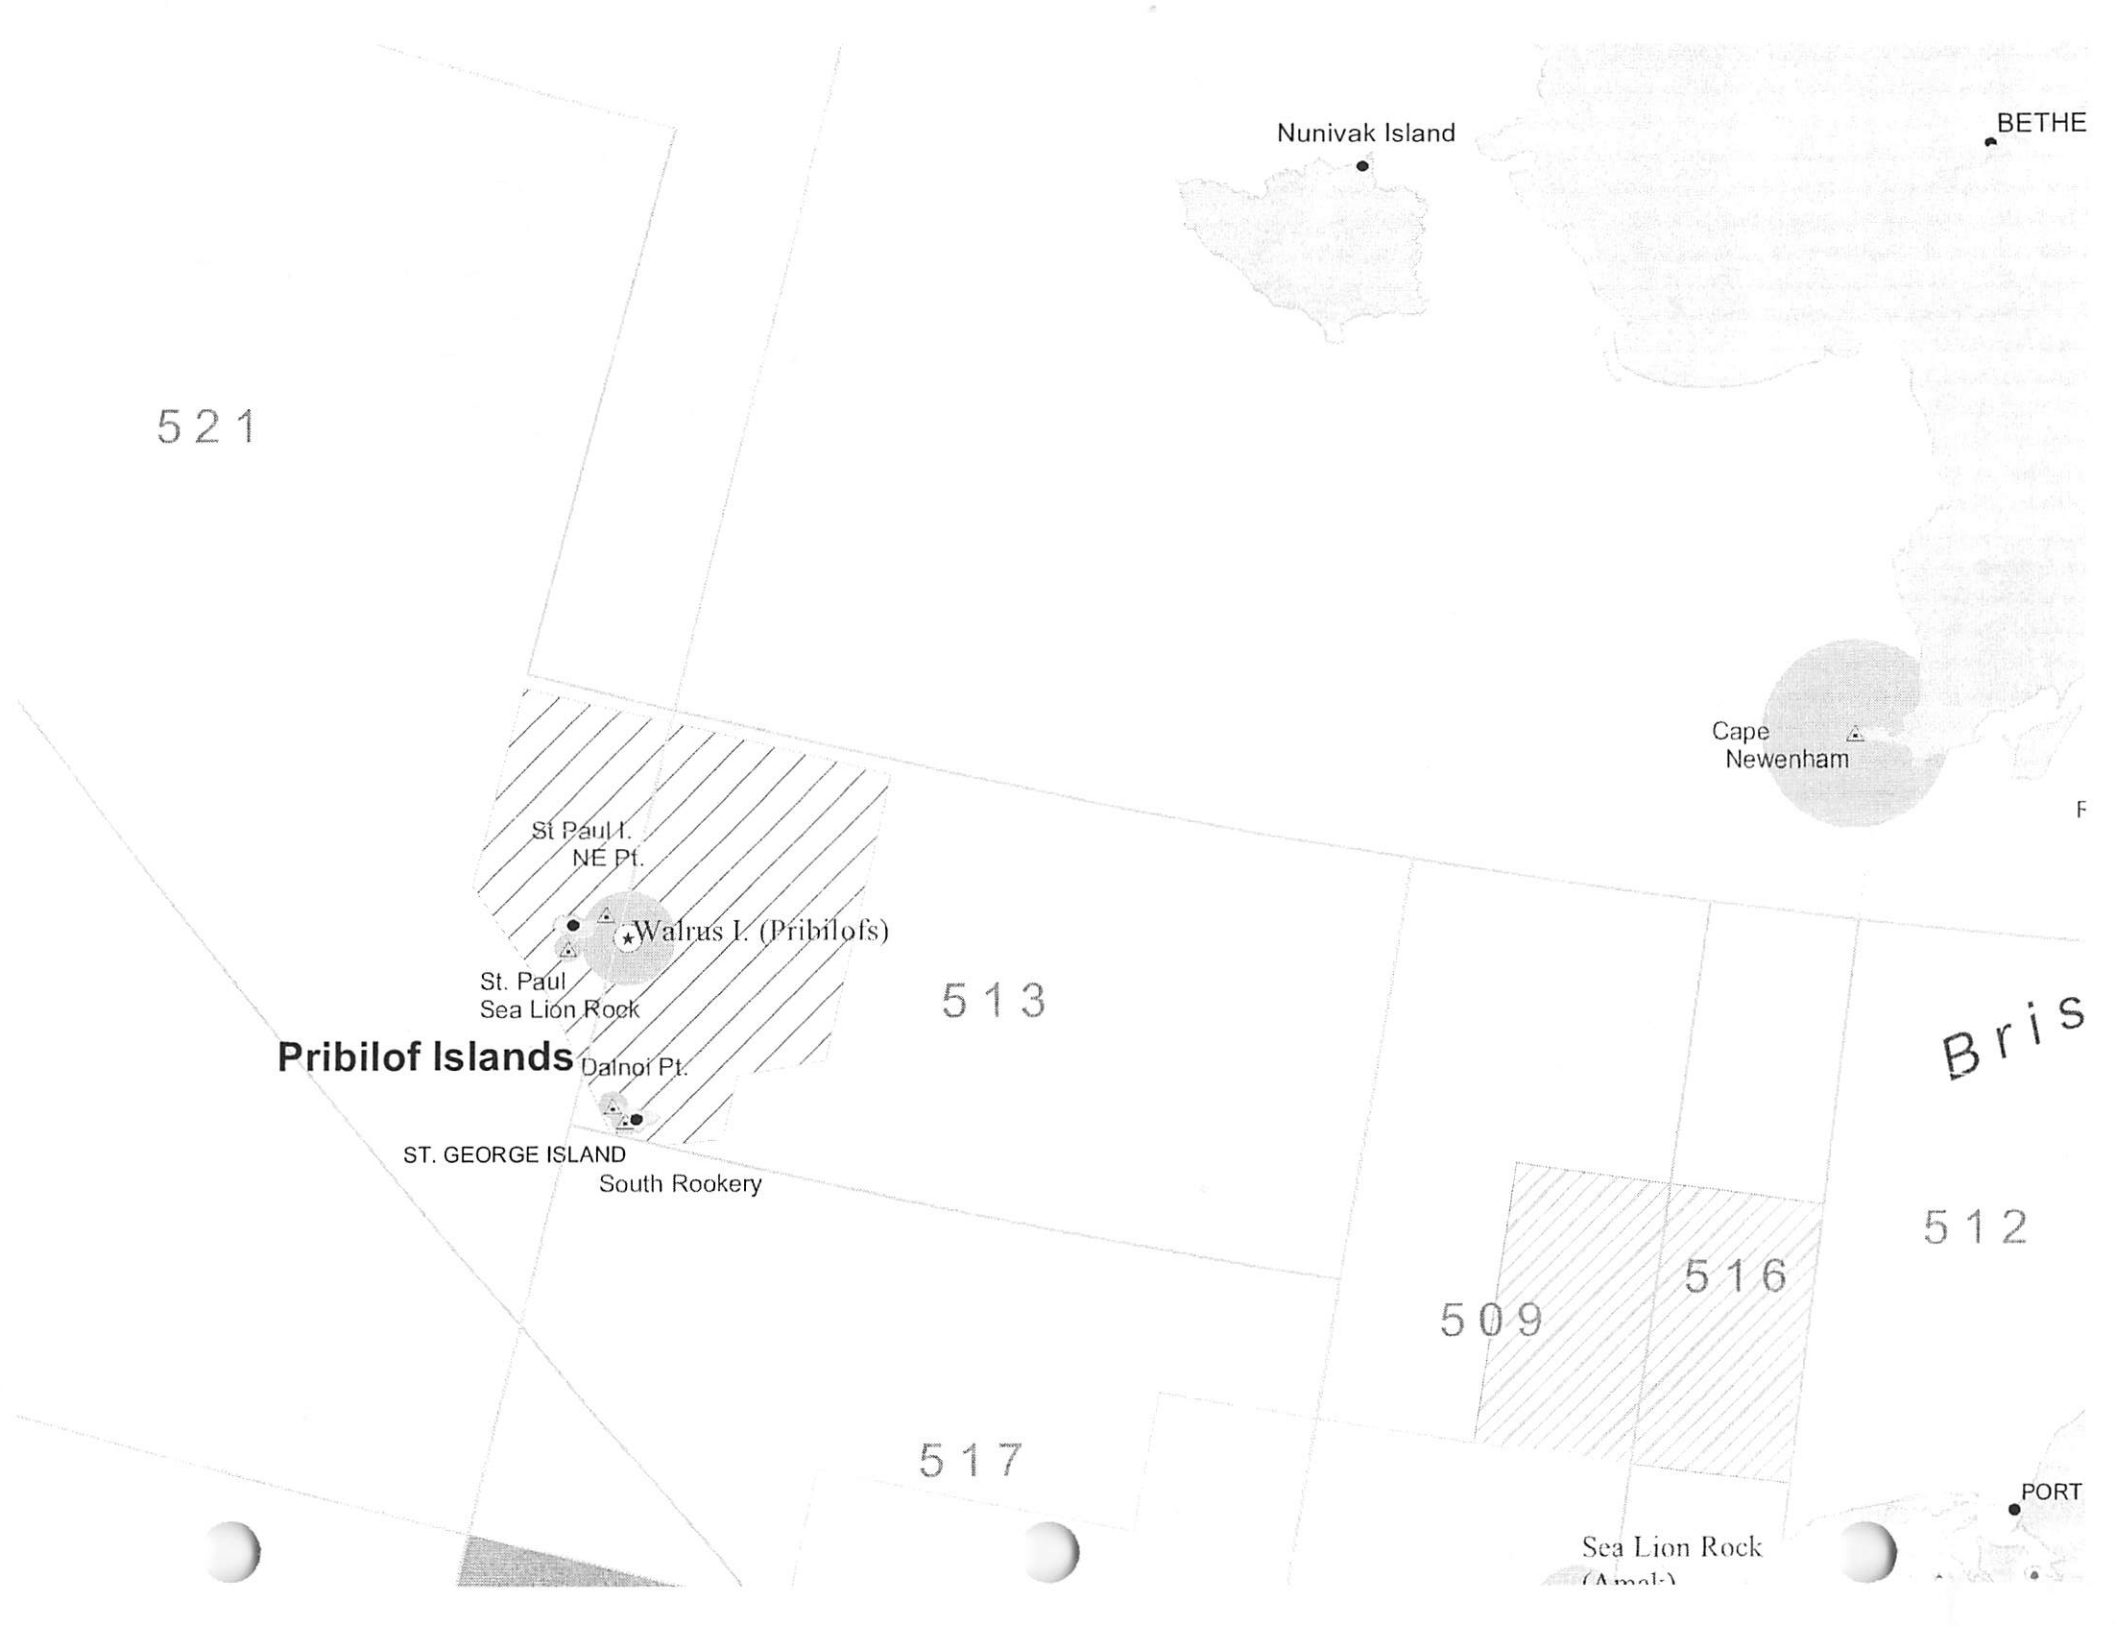 BETHE
Nunivak Island
521
Cape
Newenham
F
St Paul I.
NE Pt.
Walrus I. (Pribilofs)
St. Paul
Sea Lion Rock
513
Bris
Pribilof Islands
Dalnoi Pt.
ST. GEORGE ISLAND
South Rookery
512
516
509
517
PORT
Sea Lion Rock
(Amak)